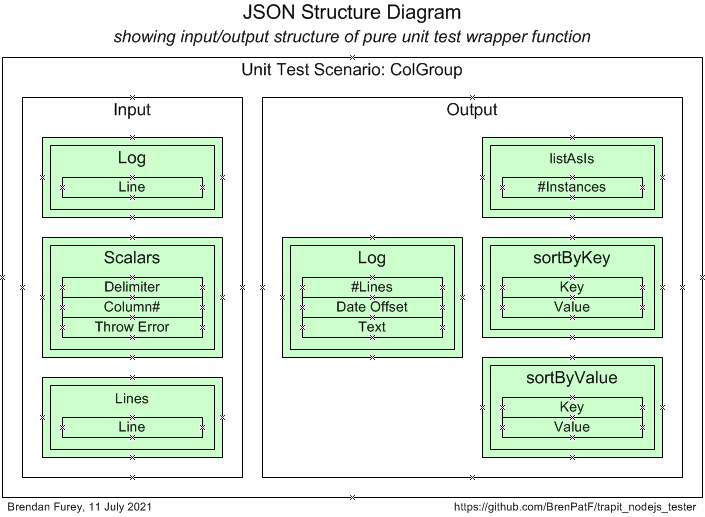 JSON Structure Diagram
showing input/output structure of pure unit test wrapper function
Unit Test Scenario: ColGroup
Input
Log
Line
Scalars
Delimiter
Column#
Throw Error
Lines
Line
Output
Log
#Lines
Date Offset
Text
listAsIs
#Instances
sortByKey
Key
Value
sortByValue
Key
Value
Brendan Furey, 11 July 2021
https://github.com/BrenPatF/trapit_nodejs_tester